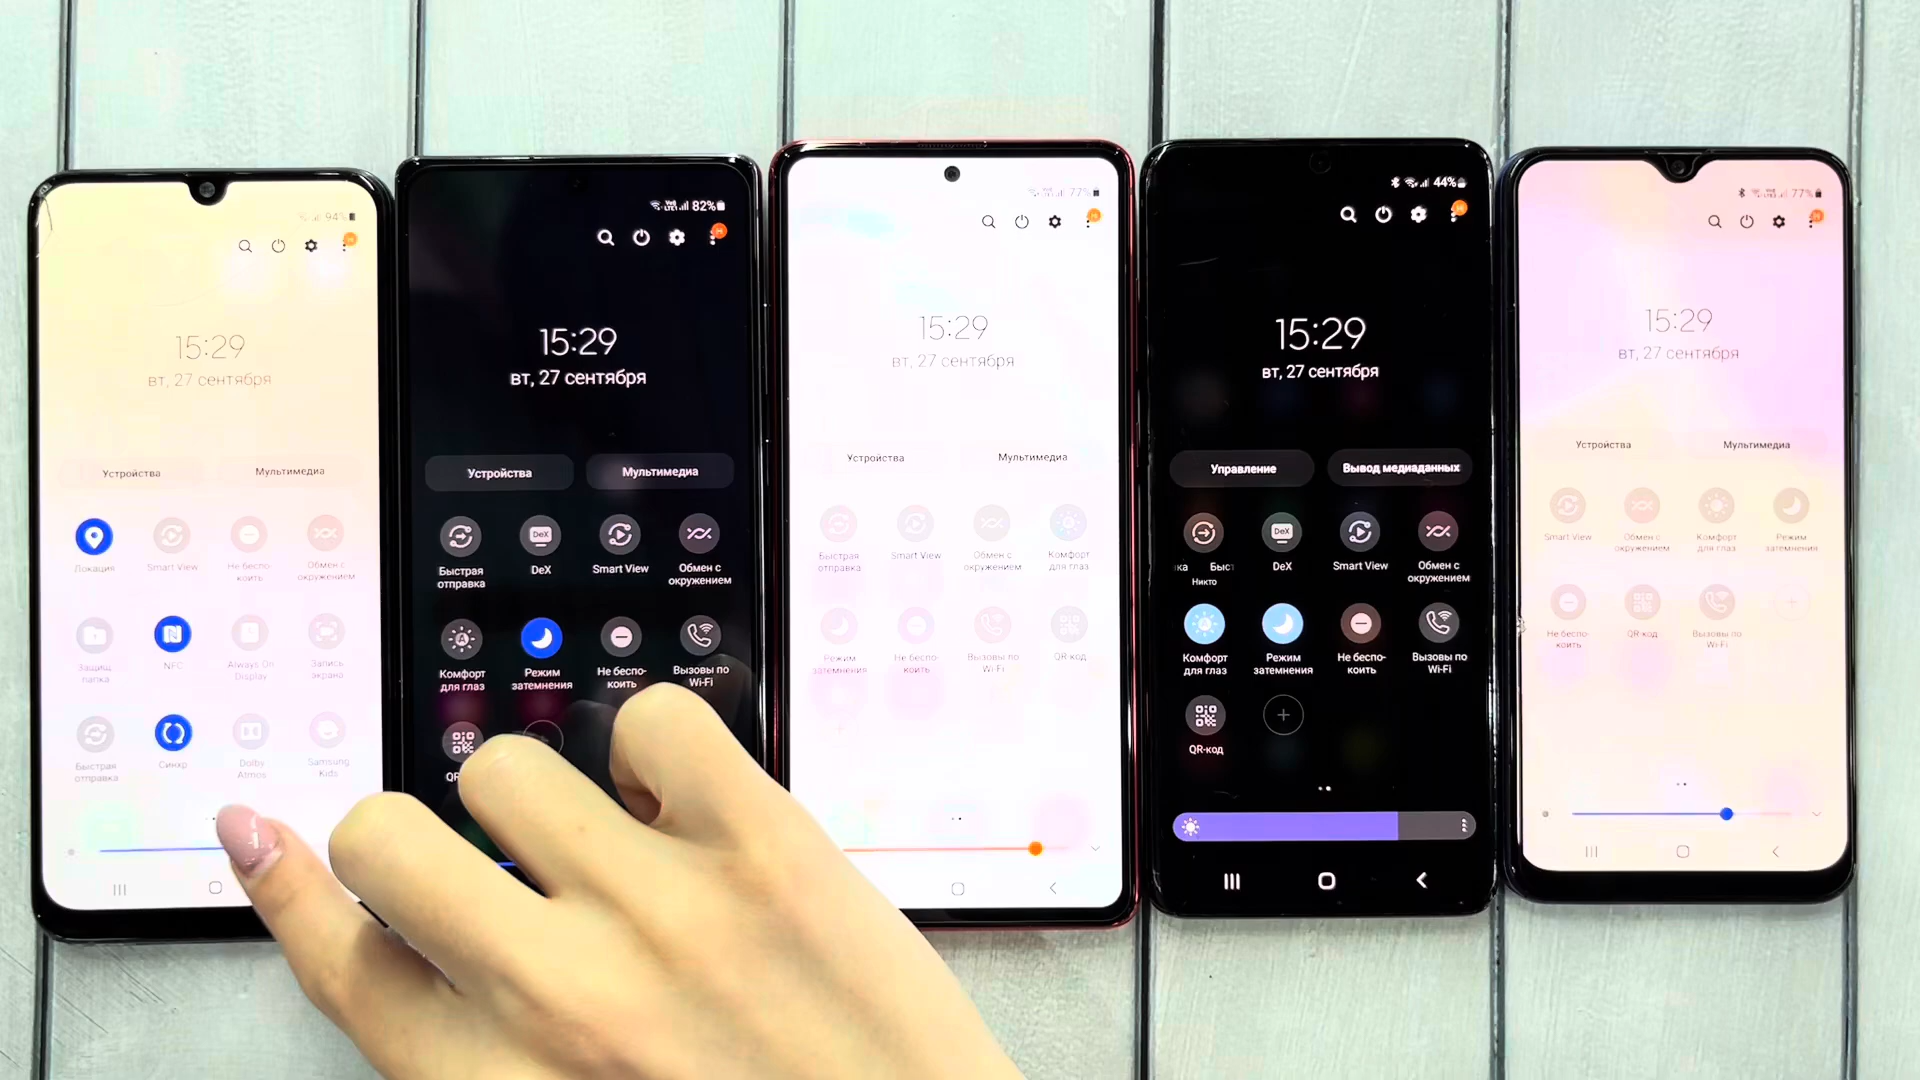 94%
15:29
вт, 27 сентября
Устройства
Мультимедиа
Локация
Smart View
Не беспо-
коить
Обмен с
окружением
Защищ.
папка
NFC
Always On
Display
Запись
экрана
Быстрая
отправка
Синхр
Dolby
Atmos
Samsung
Kids
82%
15:29
вт, 27 сентября
Устройства
Мультимедиа
Быстрая
отправка
DeX
DeX
Smart View
Обмен с
окружением
Комфорт
для глаз
Режим
затемнения
Не беспо-
коить
Вызовы по
Wi-Fi
QR
77%
15:29
вт, 27 сентября
Устройства
Мультимедиа
Быстрая
отправка
Smart View
Обмен с
окружением
Комфорт
для глаз
Режим
затемнения
Не беспо-
коить
Вызовы по
Wi-Fi
QR-код
44%
15:29
вт, 27 сентября
Управление
Вывод медиаданных
ка Быст
Никто
DeX
DeX
Smart View
Обмен с
окружением
Комфорт
для глаз
Режим
затемнения
Не беспо-
коить
Вызовы по
Wi-Fi
QR-код
77%
15:29
вт, 27 сентября
Устройства
Мультимедиа
Smart View
Обмен с
окружением
Комфорт
для глаз
Режим
затемнения
Не беспо-
коить
QR-код
Вызовы по
Wi-Fi